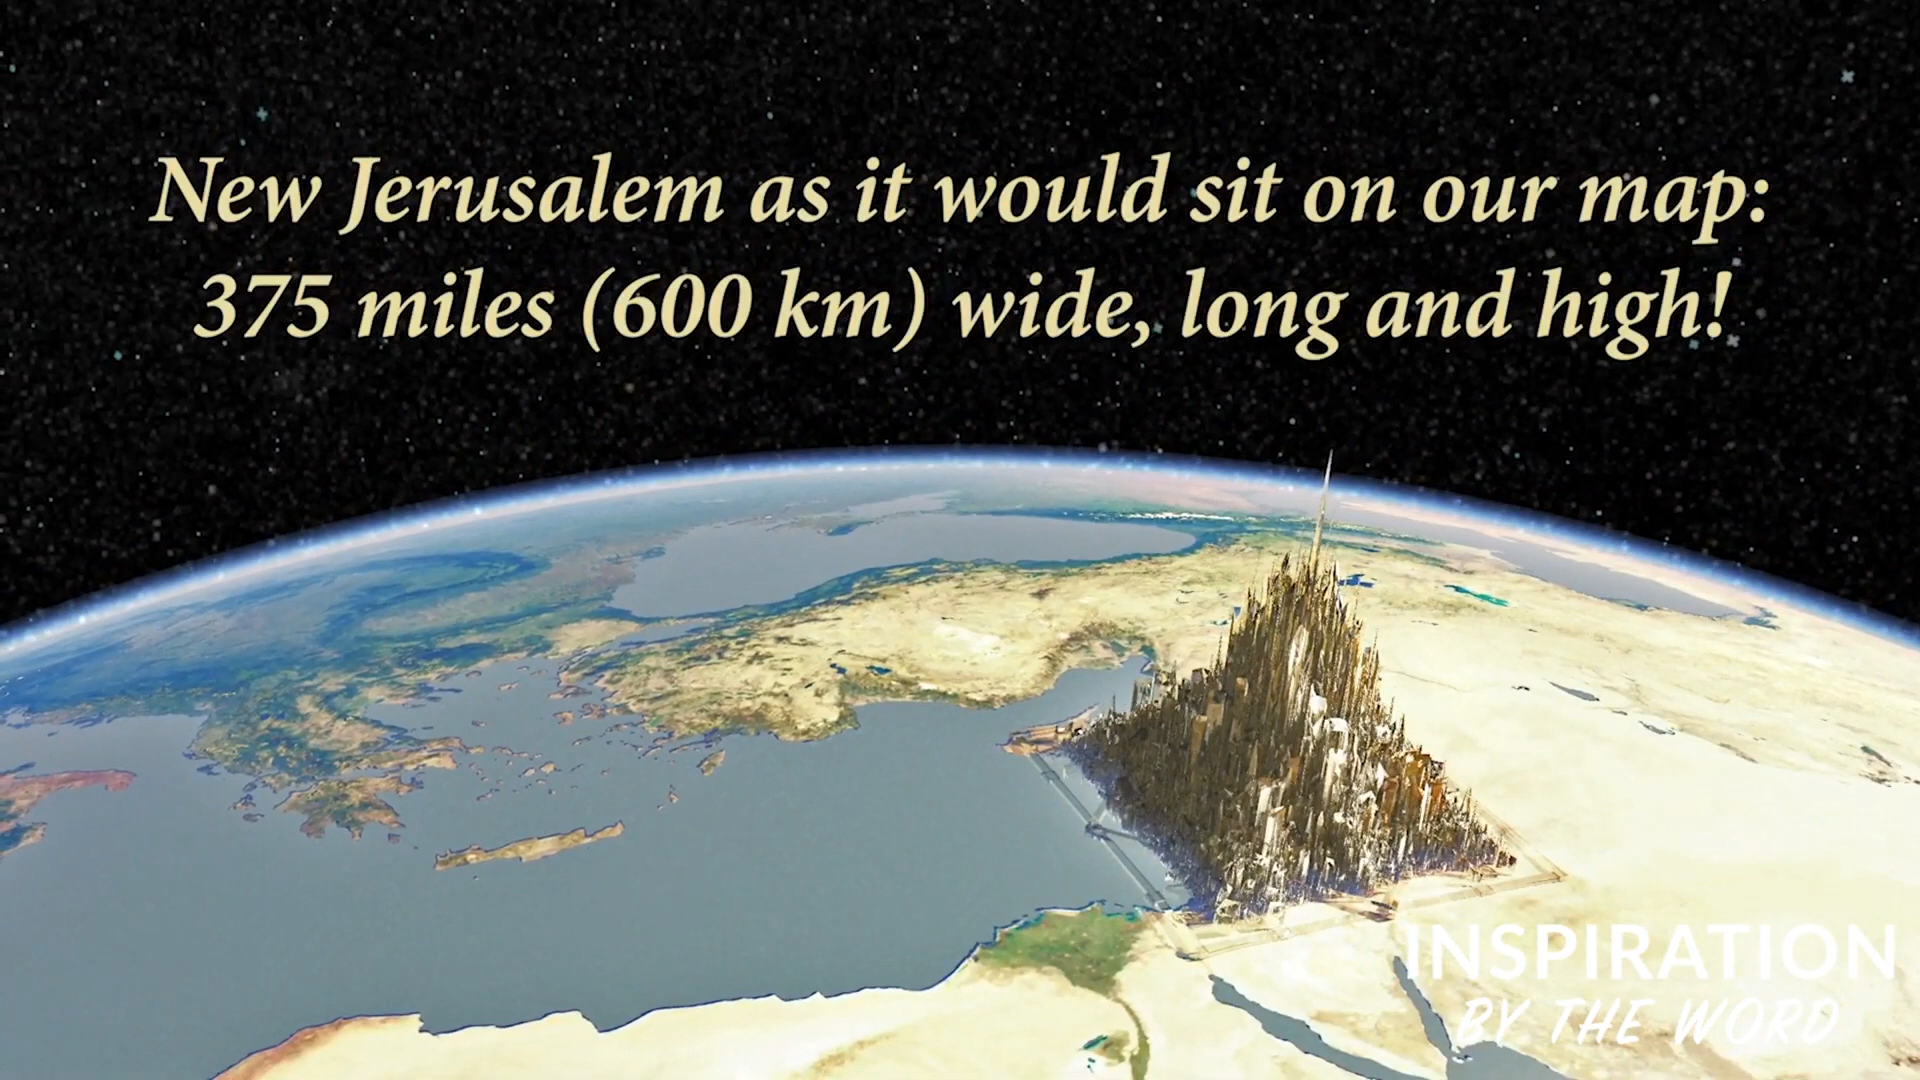 New Jerusalem as it would sit on our map:
375 miles (600 km) wide, long and high!
INSPIRATION
BY THE WORD